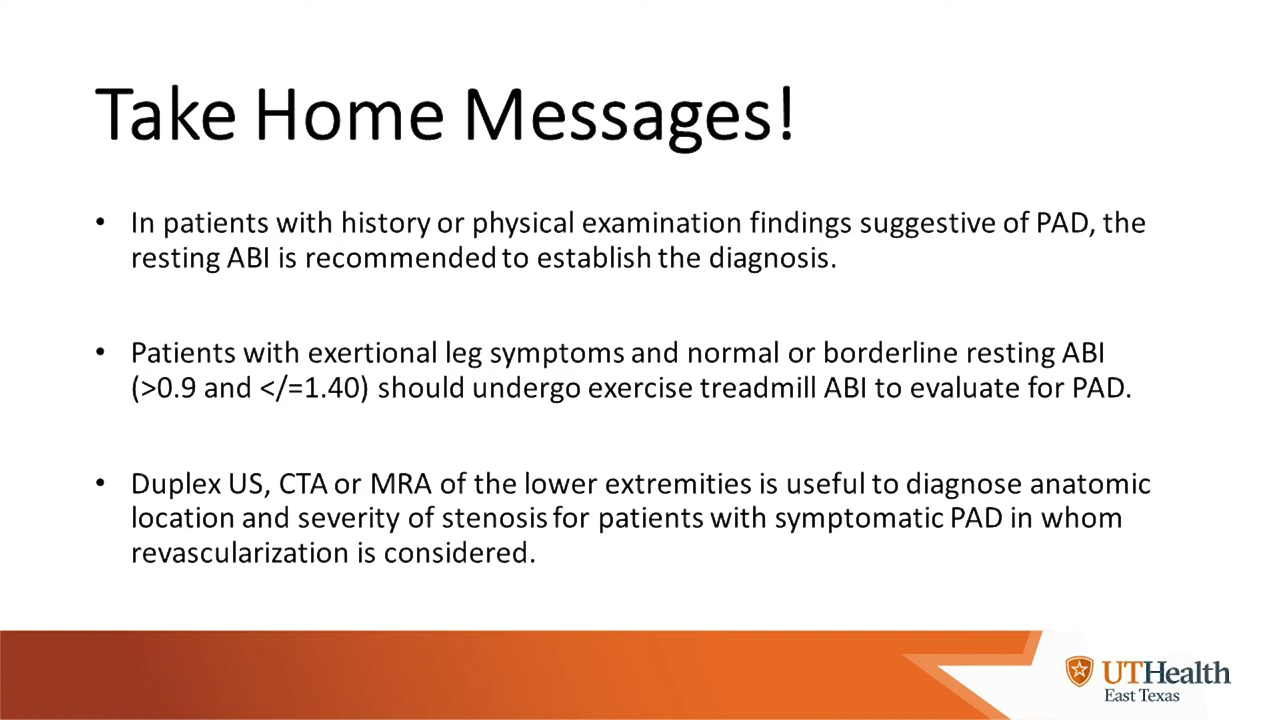 Take Home Messages!
• In patients with history or physical examination findings suggestive of PAD, the
resting ABI is recommended to establish the diagnosis.
• Patients with exertional leg symptoms and normal or borderline resting ABI
(>0.9 and </=1.40) should undergo exercise treadmill ABI to evaluate for PAD.
• Duplex US, CTA or MRA of the lower extremities is useful to diagnose anatomic
location and severity of stenosis for patients with symptomatic PAD in whom
revascularization is considered.
UTHealth
East Texas